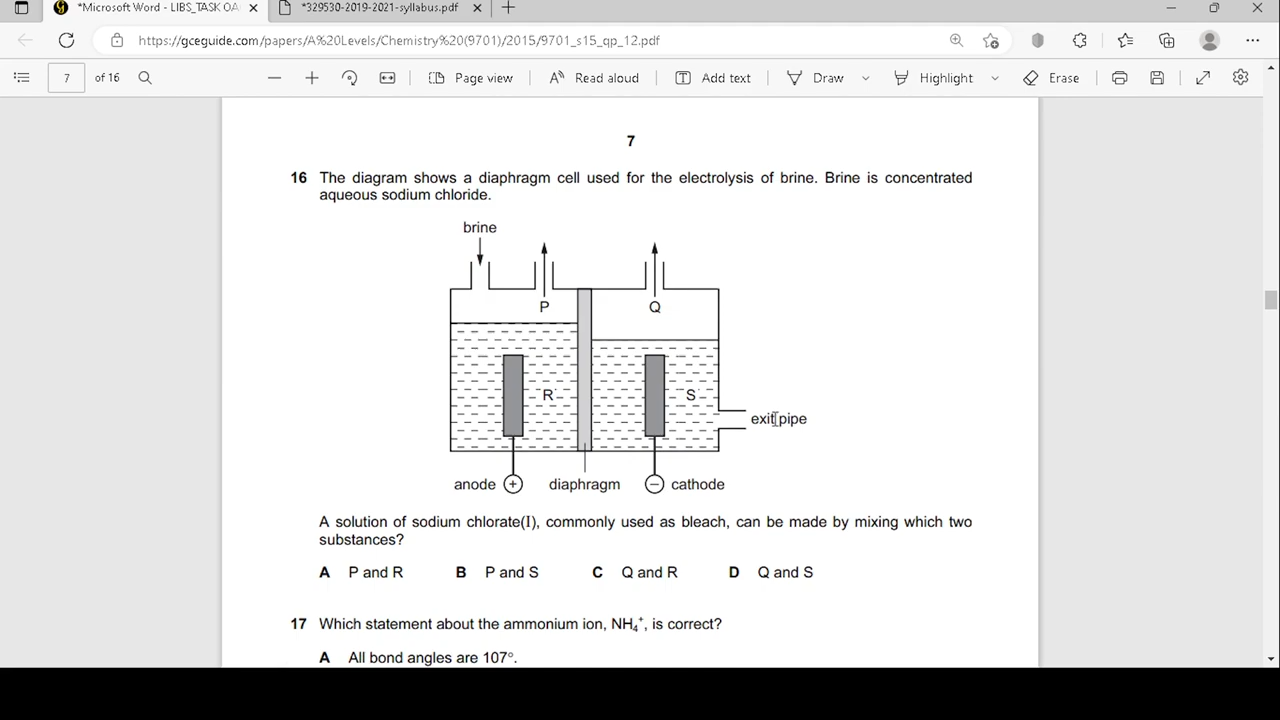 *Microsoft Word - LIBS_TASK OA
*329530-2019-2021-syllabus.pdf
https://gceguide.com/papers/A%20Levels/Chemistry%20(9701)/2015/9701_s15_qp_12.pdf
7 of 16
Page view
Read aloud
Add text
Draw
Highlight
Erase
7
16 The diagram shows a diaphragm cell used for the electrolysis of brine. Brine is concentrated
aqueous sodium chloride.
brine
P
Q
R
S
exit pipe
anode + diaphragm − cathode
A solution of sodium chlorate(I), commonly used as bleach, can be made by mixing which two
substances?
A P and R B P and S C Q and R D Q and S
17 Which statement about the ammonium ion, NH₄⁺, is correct?
A All bond angles are 107°.